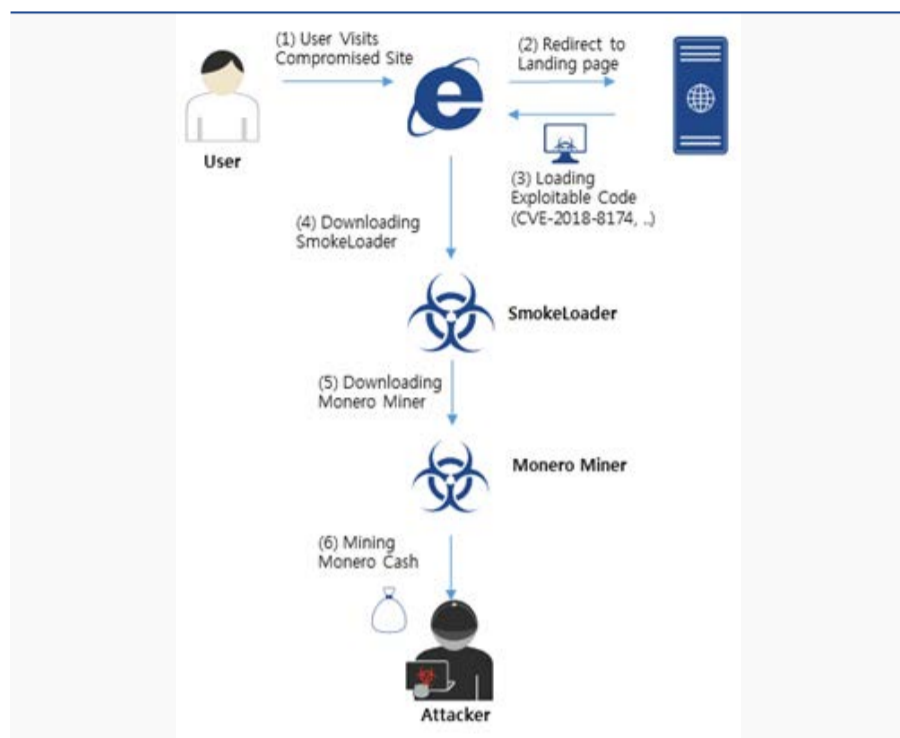 (1) User Visits
Compromised Site
(2) Redirect to
Landing page
User
(3) Loading
Exploitable Code
(CVE-2018-8174, ..)
(4) Downloading
SmokeLoader
SmokeLoader
(5) Downloading
Monero Miner
Monero Miner
(6) Mining
Monero Cash
Attacker